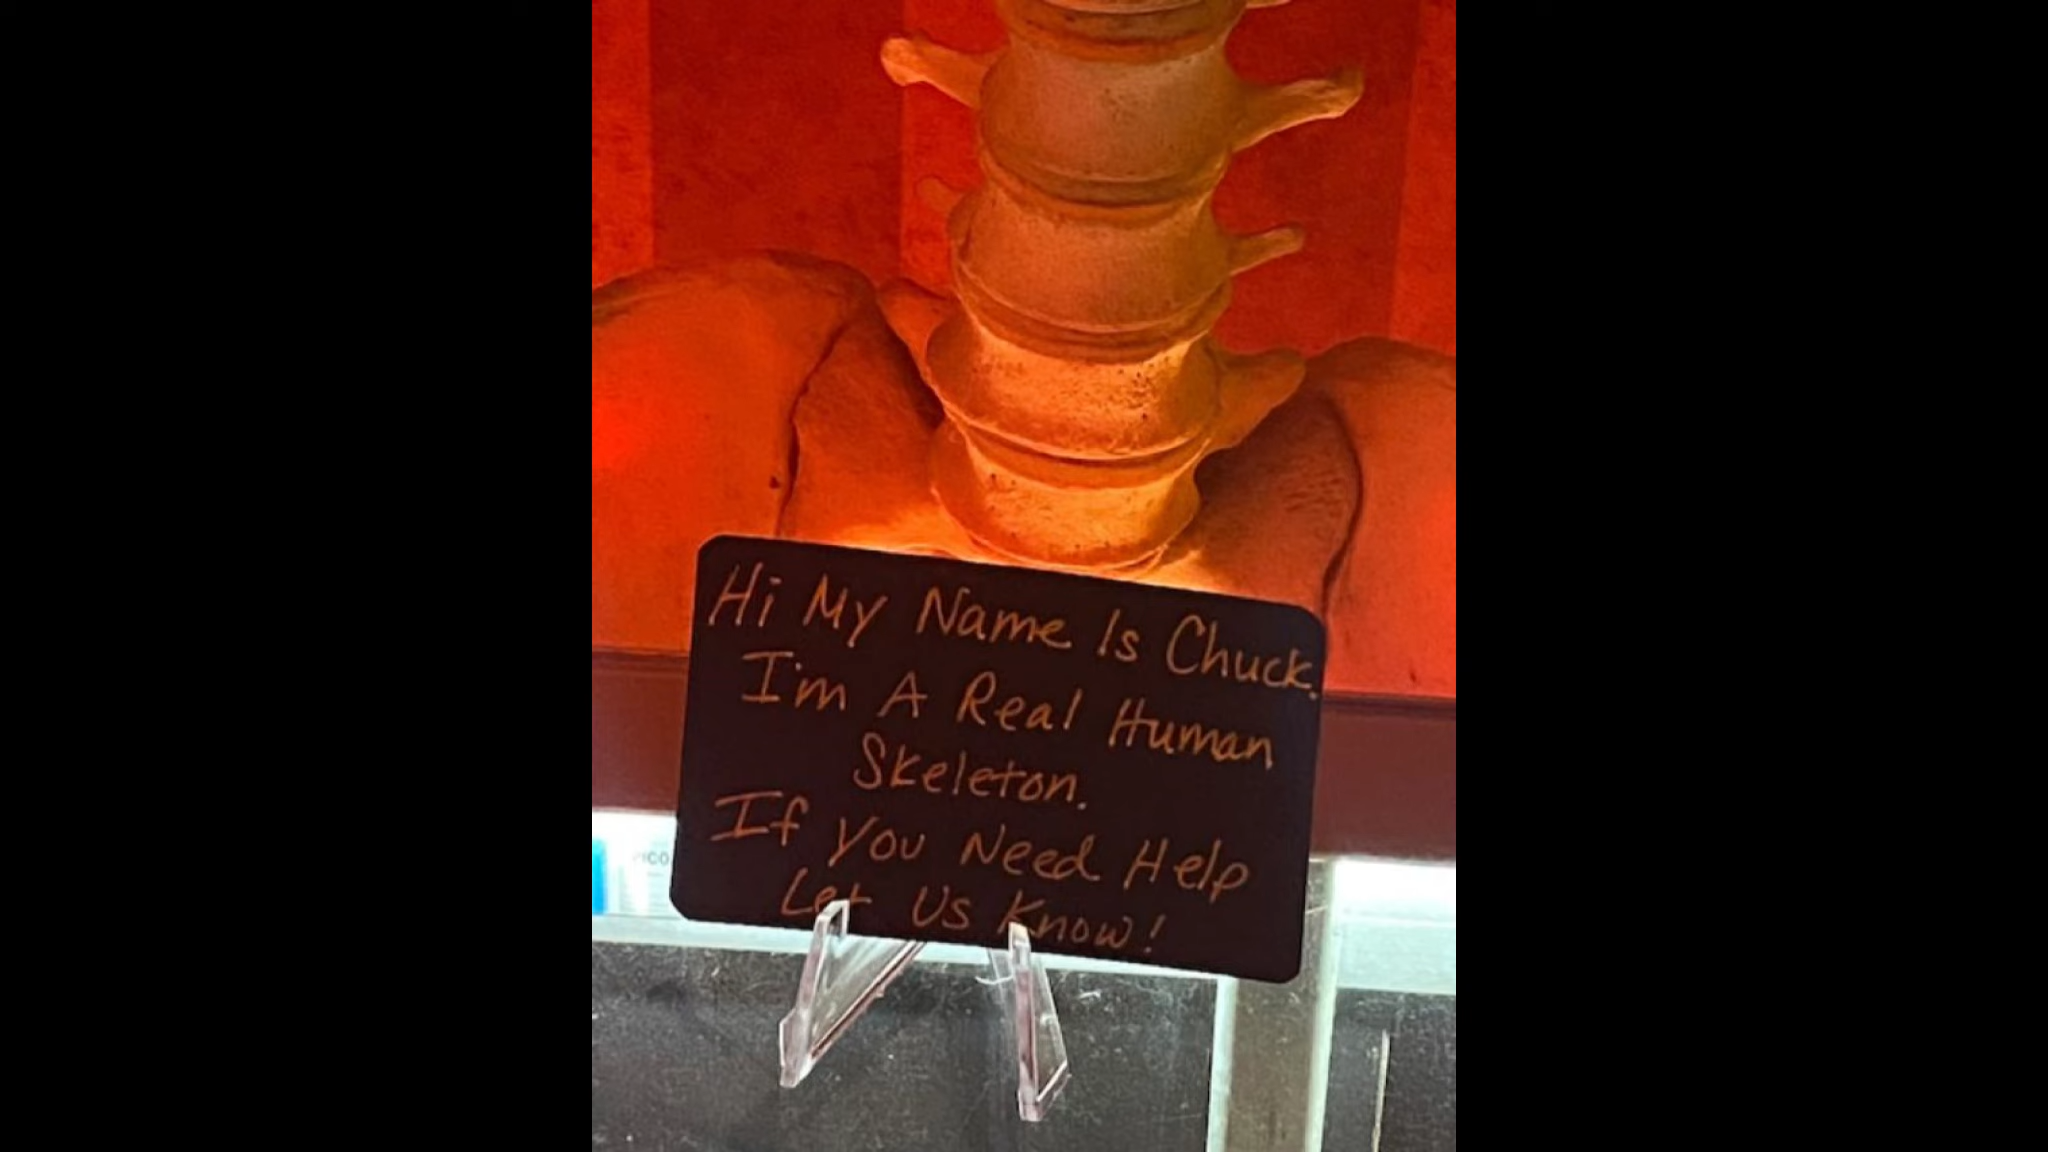 Hi My Name Is Chuck.
I'm A Real Human
Skeleton.
If You Need Help
Let Us Know!